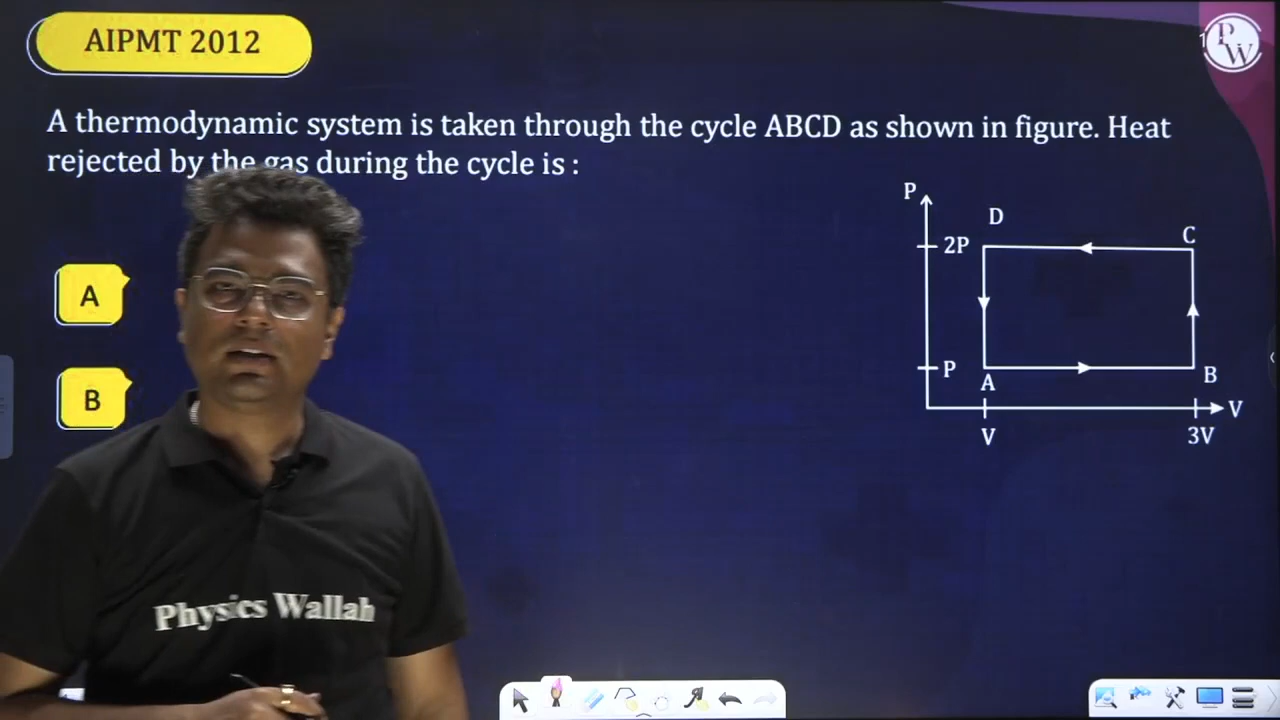 AIPMT 2012
PW
A thermodynamic system is taken through the cycle ABCD as shown in figure. Heat
rejected by the gas during the cycle is :
P
D
C
2P
A
P
A
B
V
V
3V
B
Physics Wallah